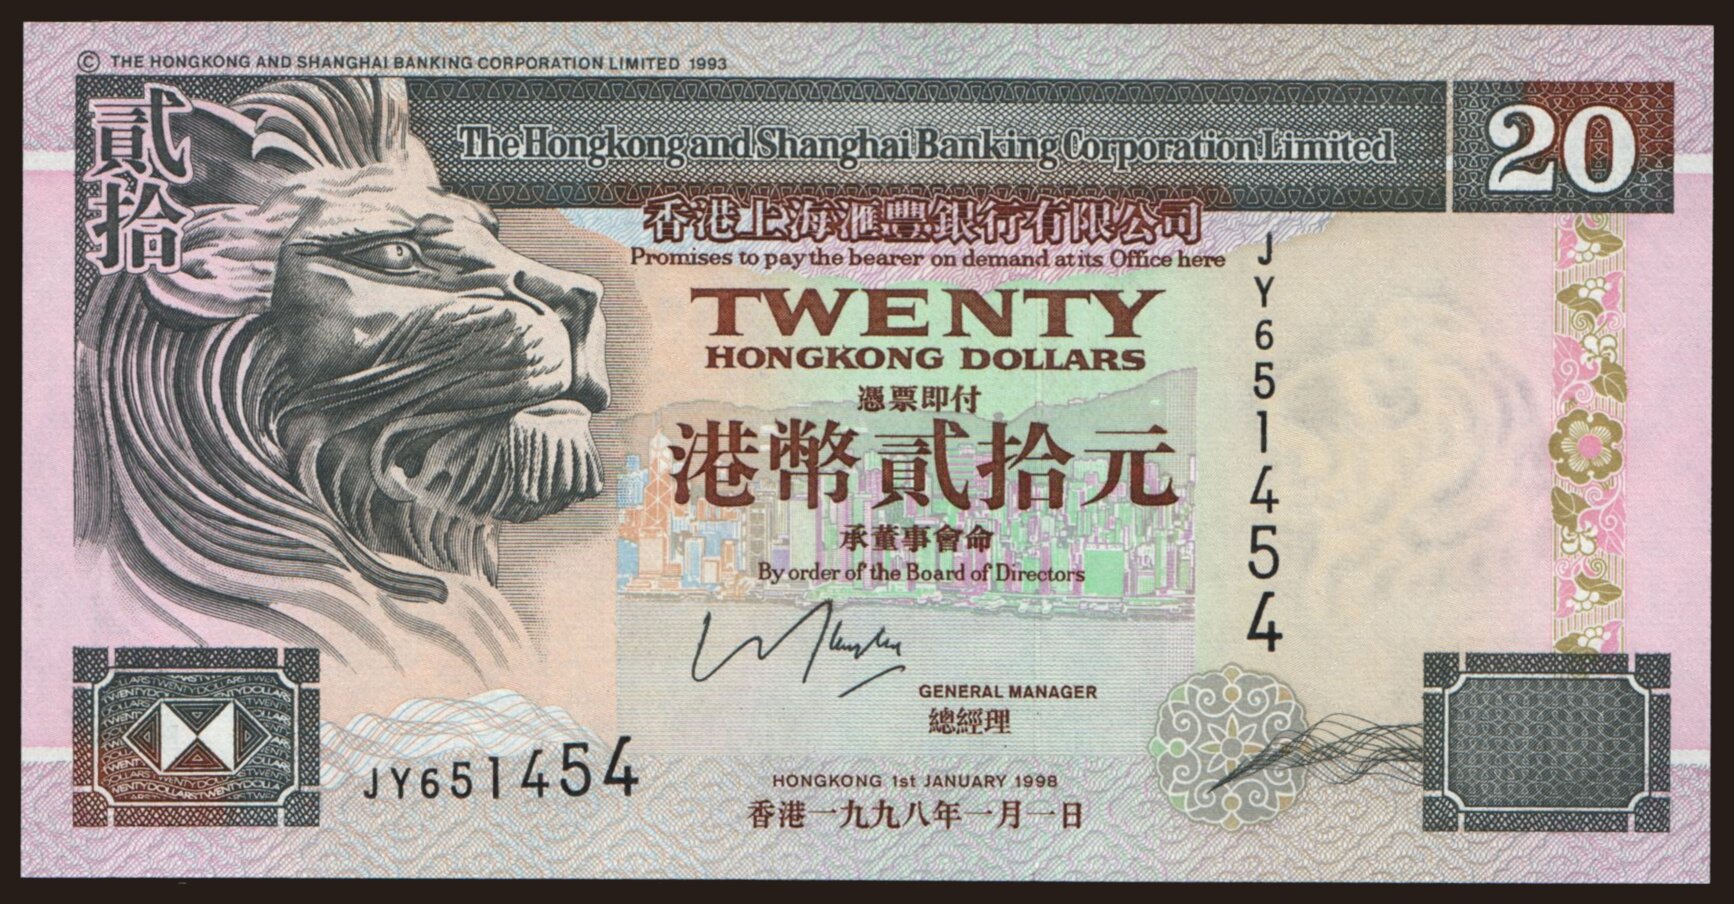 © THE HONGKONG AND SHANGHAI BANKING CORPORATION LIMITED 1993
貳拾
The Hongkong and Shanghai Banking Corporation Limited
20
香港上海滙豐銀行有限公司
Promises to pay the bearer on demand at its Office here
TWENTY
HONGKONG DOLLARS
憑票即付
港幣貳拾元
承董事會命
By order of the Board of Directors
JY651454
GENERAL MANAGER
總經理
JY651454
HONGKONG 1st JANUARY 1998
香港一九九八年一月一日